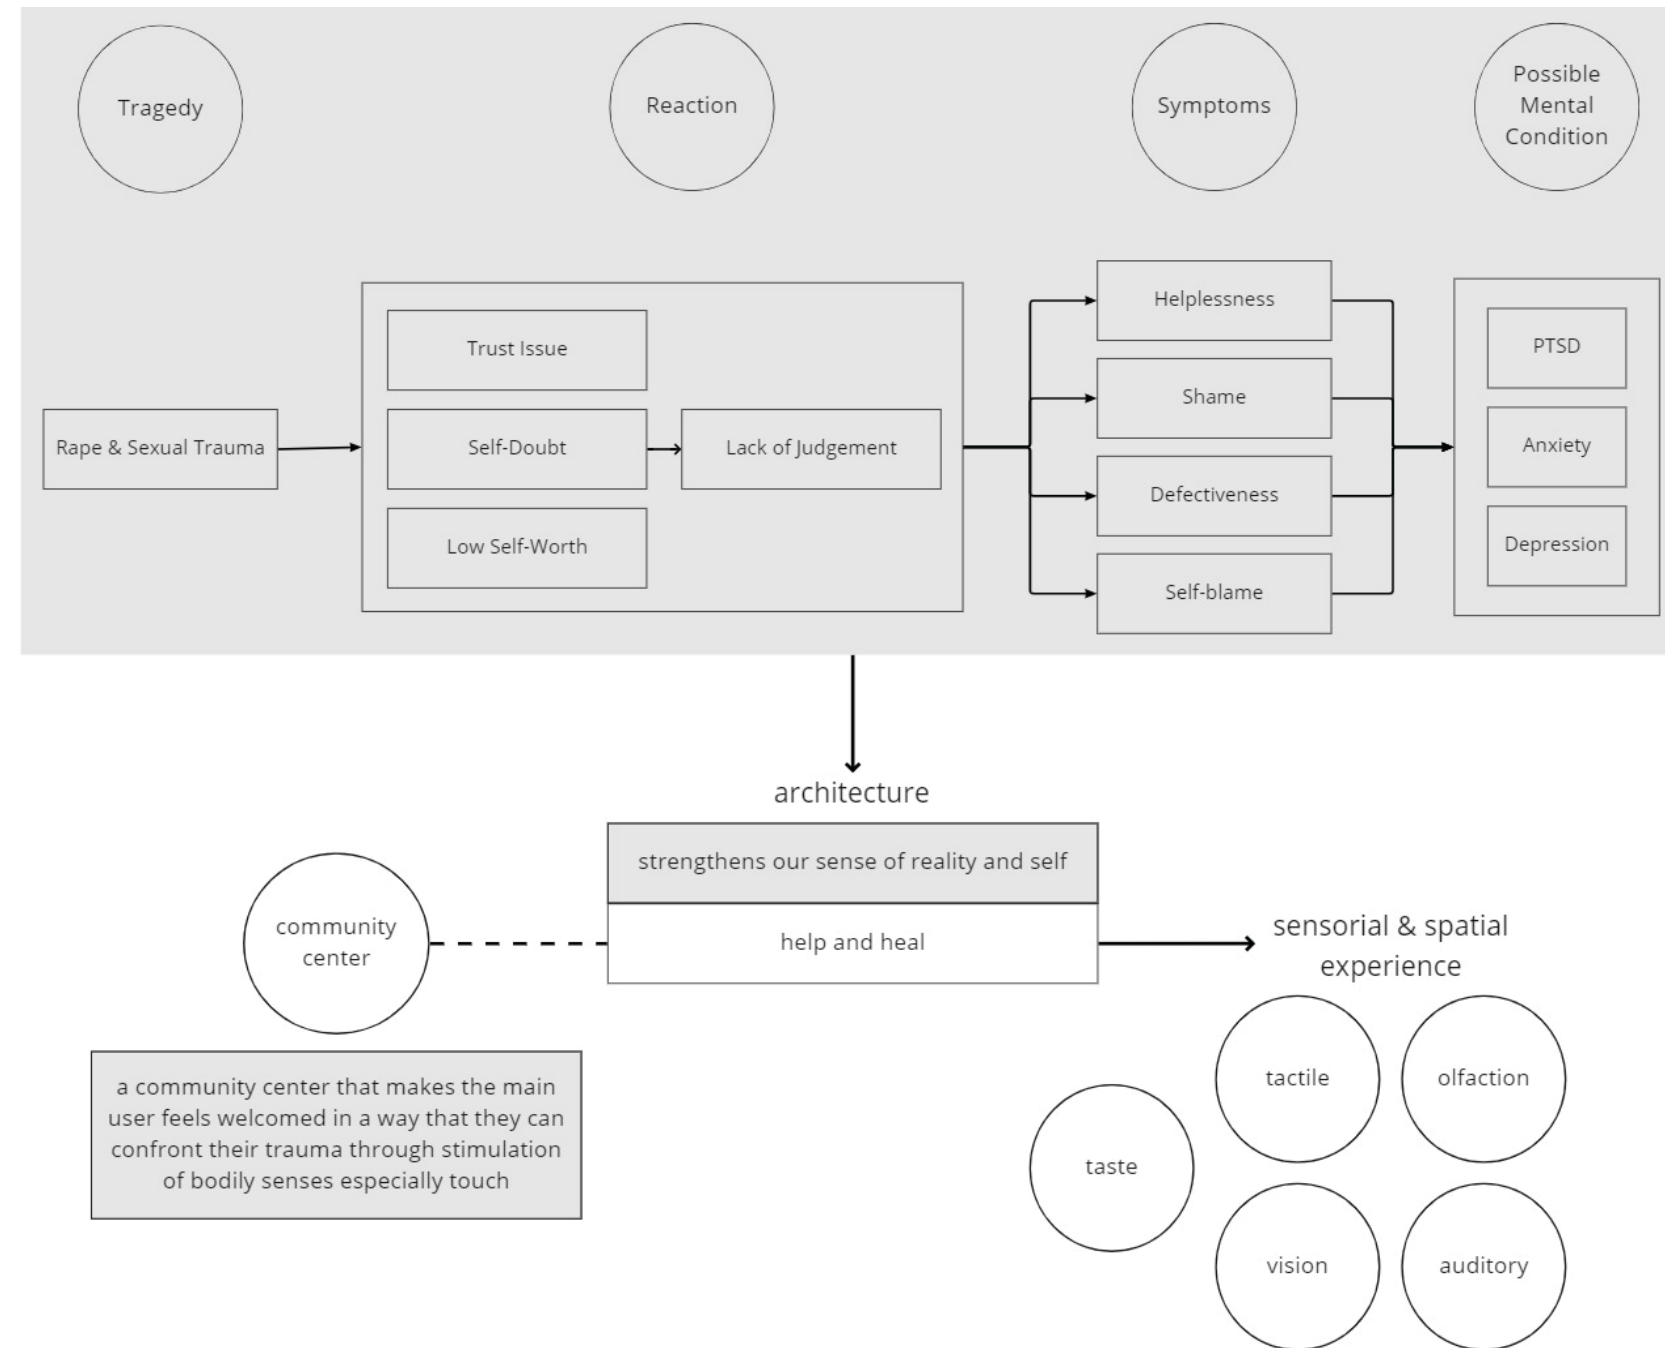 Tragedy
Reaction
Symptoms
Possible
Mental
Condition
Rape & Sexual Trauma
Trust Issue
Self-Doubt
Low Self-Worth
Lack of Judgement
Helplessness
Shame
Defectiveness
Self-blame
PTSD
Anxiety
Depression
architecture
strengthens our sense of reality and self
help and heal
community
center
a community center that makes the main
user feels welcomed in a way that they can
confront their trauma through stimulation
of bodily senses especially touch
sensorial & spatial
experience
taste
tactile
olfaction
vision
auditory